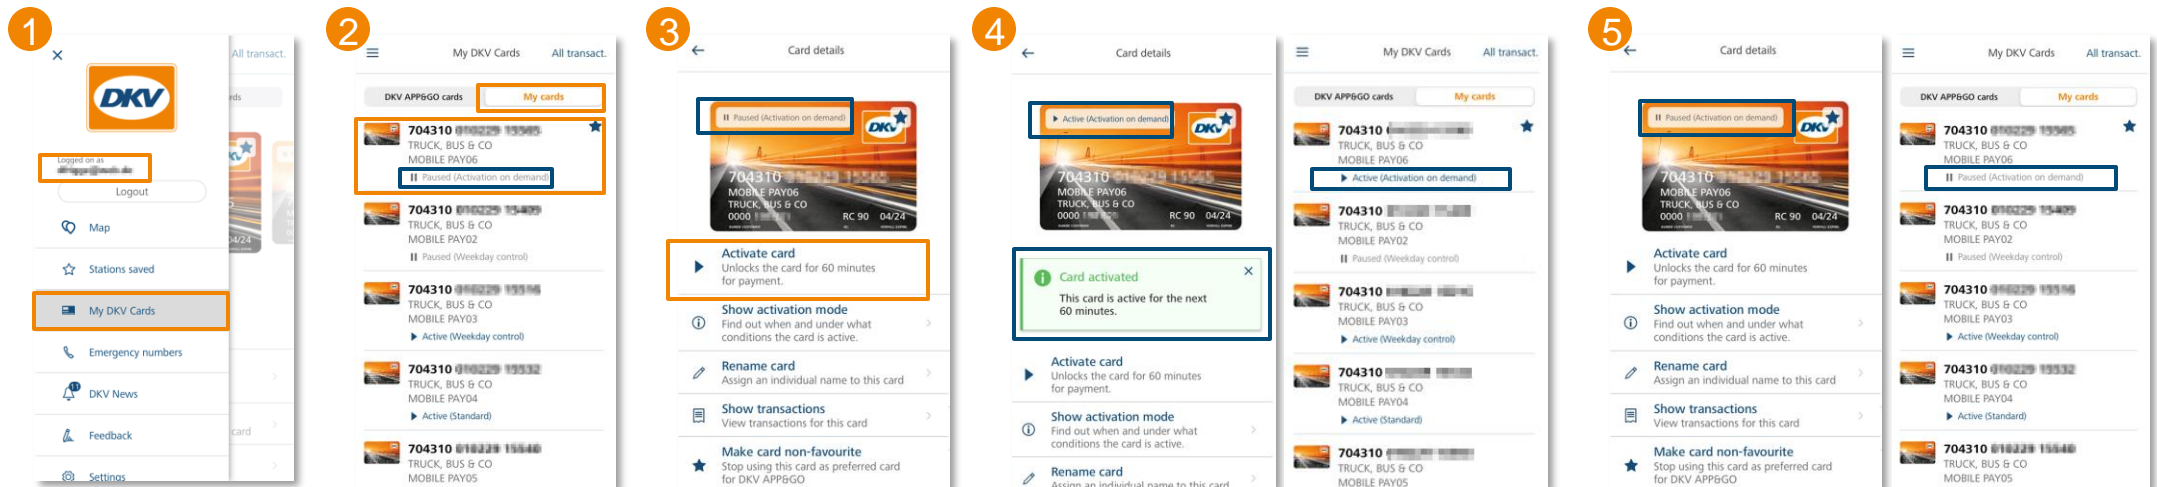 1
All transact.
rds
DKV
Logged on as
Logout
Map
Stations saved
My DKV Cards
Emergency numbers
11
DKV News
Feedback
Settings
04/24
card
2
My DKV Cards
All transact.
DKV APP&GO cards
My cards
704310
TRUCK, BUS & CO
MOBILE PAY06
Paused (Activation on demand)
704310
TRUCK, BUS & CO
MOBILE PAY02
Paused (Weekday control)
704310
TRUCK, BUS & CO
MOBILE PAY03
Active (Weekday control)
704310
TRUCK, BUS & CO
MOBILE PAY04
Active (Standard)
704310
TRUCK, BUS & CO
MOBILE PAY05
3
Card details
Paused (Activation on demand)
DKV
704310
MOBILE PAY06
TRUCK, BUS & CO
0000
RC 90 04/24
Activate card
Unlocks the card for 60 minutes
for payment.
Show activation mode
Find out when and under what
conditions the card is active.
Rename card
Assign an individual name to this card
Show transactions
View transactions for this card
Make card non-favourite
Stop using this card as preferred card
for DKV APP&GO
4
Card details
Active (Activation on demand)
DKV
704310
MOBILE PAY06
TRUCK, BUS & CO
0000
RC 90 04/24
Card activated
This card is active for the next
60 minutes.
Activate card
Unlocks the card for 60 minutes
for payment.
Show activation mode
Find out when and under what
conditions the card is active.
Rename card
Assign an individual name to this card
My DKV Cards
All transact.
DKV APP&GO cards
My cards
704310
TRUCK, BUS & CO
MOBILE PAY06
Active (Activation on demand)
704310
TRUCK, BUS & CO
MOBILE PAY02
Paused (Weekday control)
704310
TRUCK, BUS & CO
MOBILE PAY03
Active (Weekday control)
704310
TRUCK, BUS & CO
MOBILE PAY04
Active (Standard)
704310
TRUCK, BUS & CO
MOBILE PAY05
5
Card details
Paused (Activation on demand)
DKV
704310
MOBILE PAY06
TRUCK, BUS & CO
0000
RC 90 04/24
Activate card
Unlocks the card for 60 minutes
for payment.
Show activation mode
Find out when and under what
conditions the card is active.
Rename card
Assign an individual name to this card
Show transactions
View transactions for this card
Make card non-favourite
Stop using this card as preferred card
for DKV APP&GO
My DKV Cards
All transact.
DKV APP&GO cards
My cards
704310
TRUCK, BUS & CO
MOBILE PAY06
Paused (Activation on demand)
704310
TRUCK, BUS & CO
MOBILE PAY02
Paused (Weekday control)
704310
TRUCK, BUS & CO
MOBILE PAY03
Active (Weekday control)
704310
TRUCK, BUS & CO
MOBILE PAY04
Active (Standard)
704310
TRUCK, BUS & CO
MOBILE PAY05